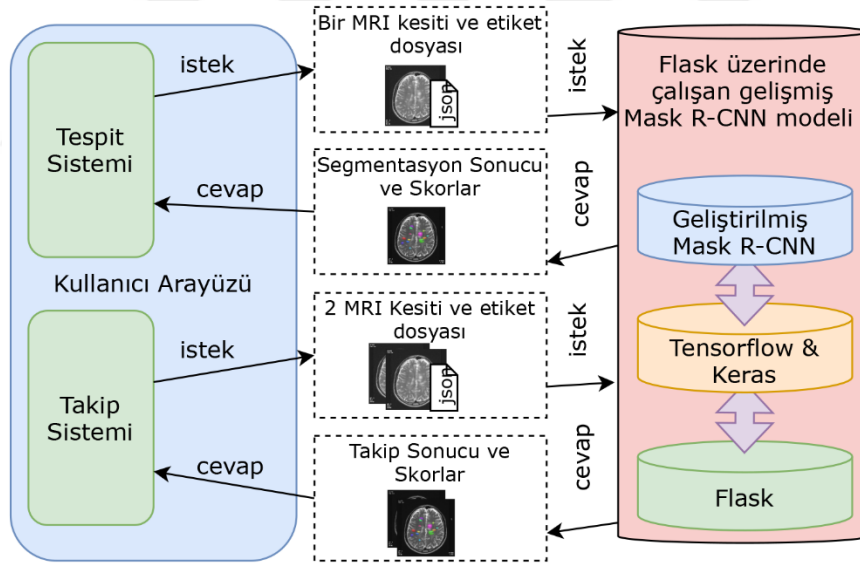 Bir MRI kesiti ve etiket
dosyası
json
istek
istek
Tespit
Sistemi
cevap
Segmentasyon Sonucu
ve Skorlar
cevap
Kullanıcı Arayüzü
2 MRI Kesiti ve etiket
dosyası
json
istek
istek
Takip
Sistemi
cevap
Takip Sonucu ve
Skorlar
cevap
Flask üzerinde
çalışan gelişmiş
Mask R-CNN modeli
Geliştirilmiş
Mask R-CNN
Tensorflow &
Keras
Flask